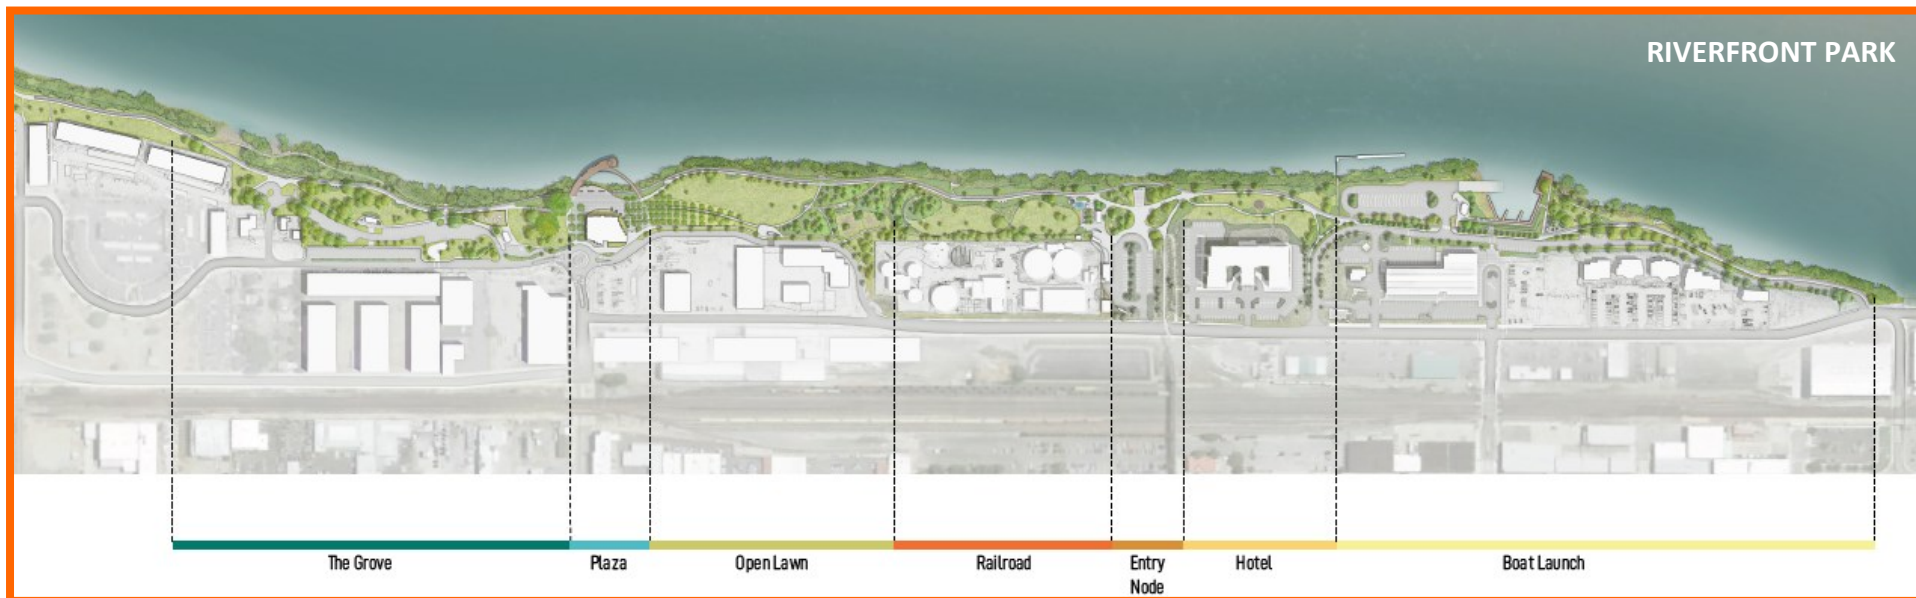 RIVERFRONT PARK
The Grove
Plaza
Open Lawn
Railroad
Entry
Node
Hotel
Boat Launch